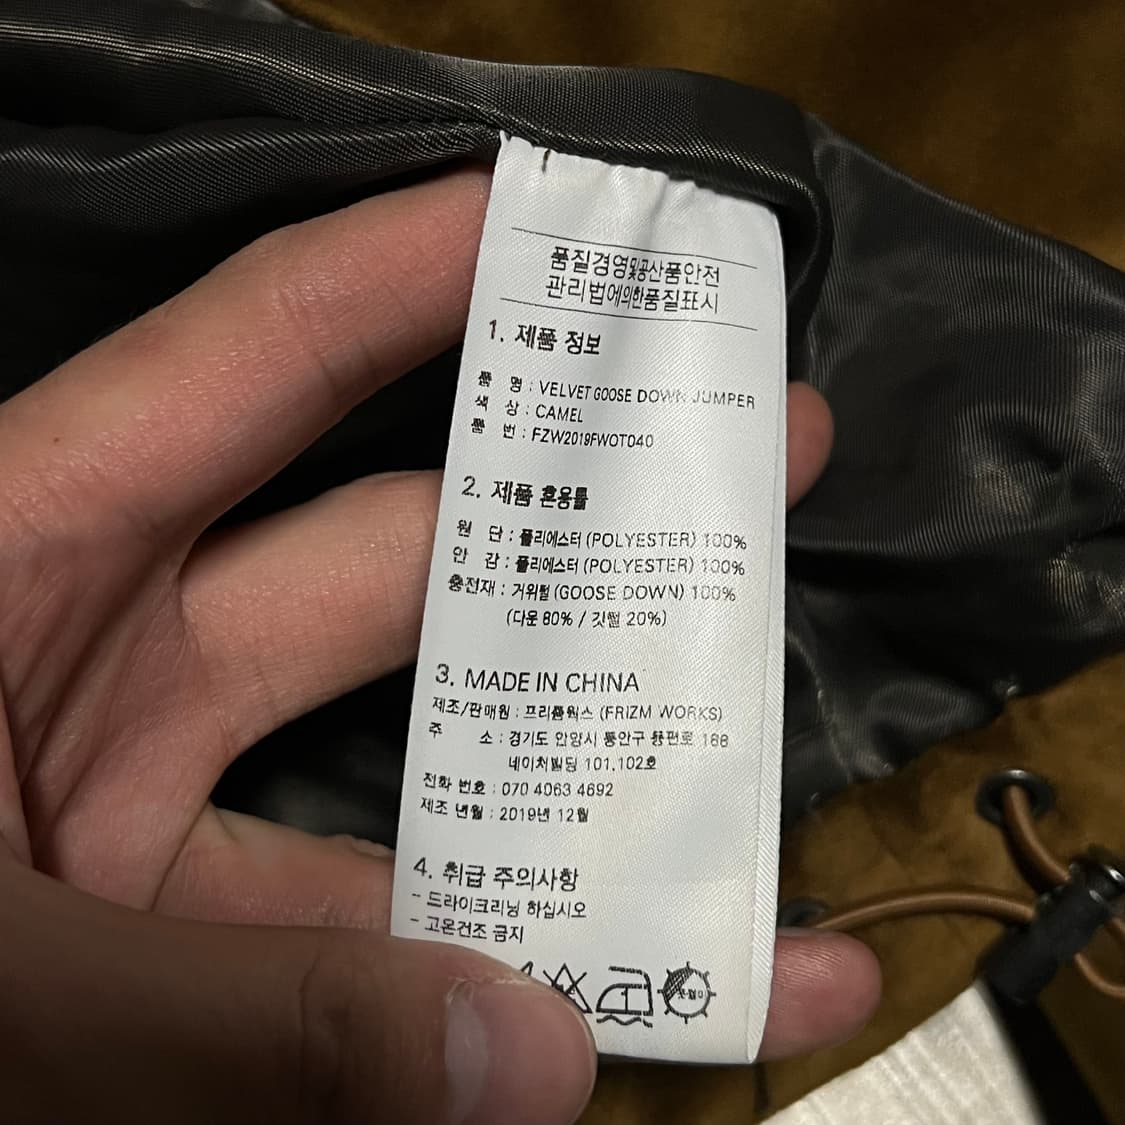 품질경영및공산품안전
관리법에의한품질표시
1. 제품 정보
품 명 : VELVET GOOSE DOWN JUMPER
색 상 : CAMEL
품 번 : FZW2019FWOT040
2. 제품 혼용률
원 단 : 폴리에스터 (POLYESTER) 100%
안 감 : 폴리에스터 (POLYESTER) 100%
충전재 : 거위털 (GOOSE DOWN) 100%
(다운 80% / 깃털 20%)
3. MADE IN CHINA
제조/판매원 : 프리즘웍스 (FRIZM WORKS)
주 소 : 경기도 안양시 동안구 188
네이처빌딩 101,102호
전화 번호 : 070 4063 4692
제조 년월 : 2019년 12월
4. 취급 주의사항
- 드라이크리닝 하십시오
- 고온건조 금지